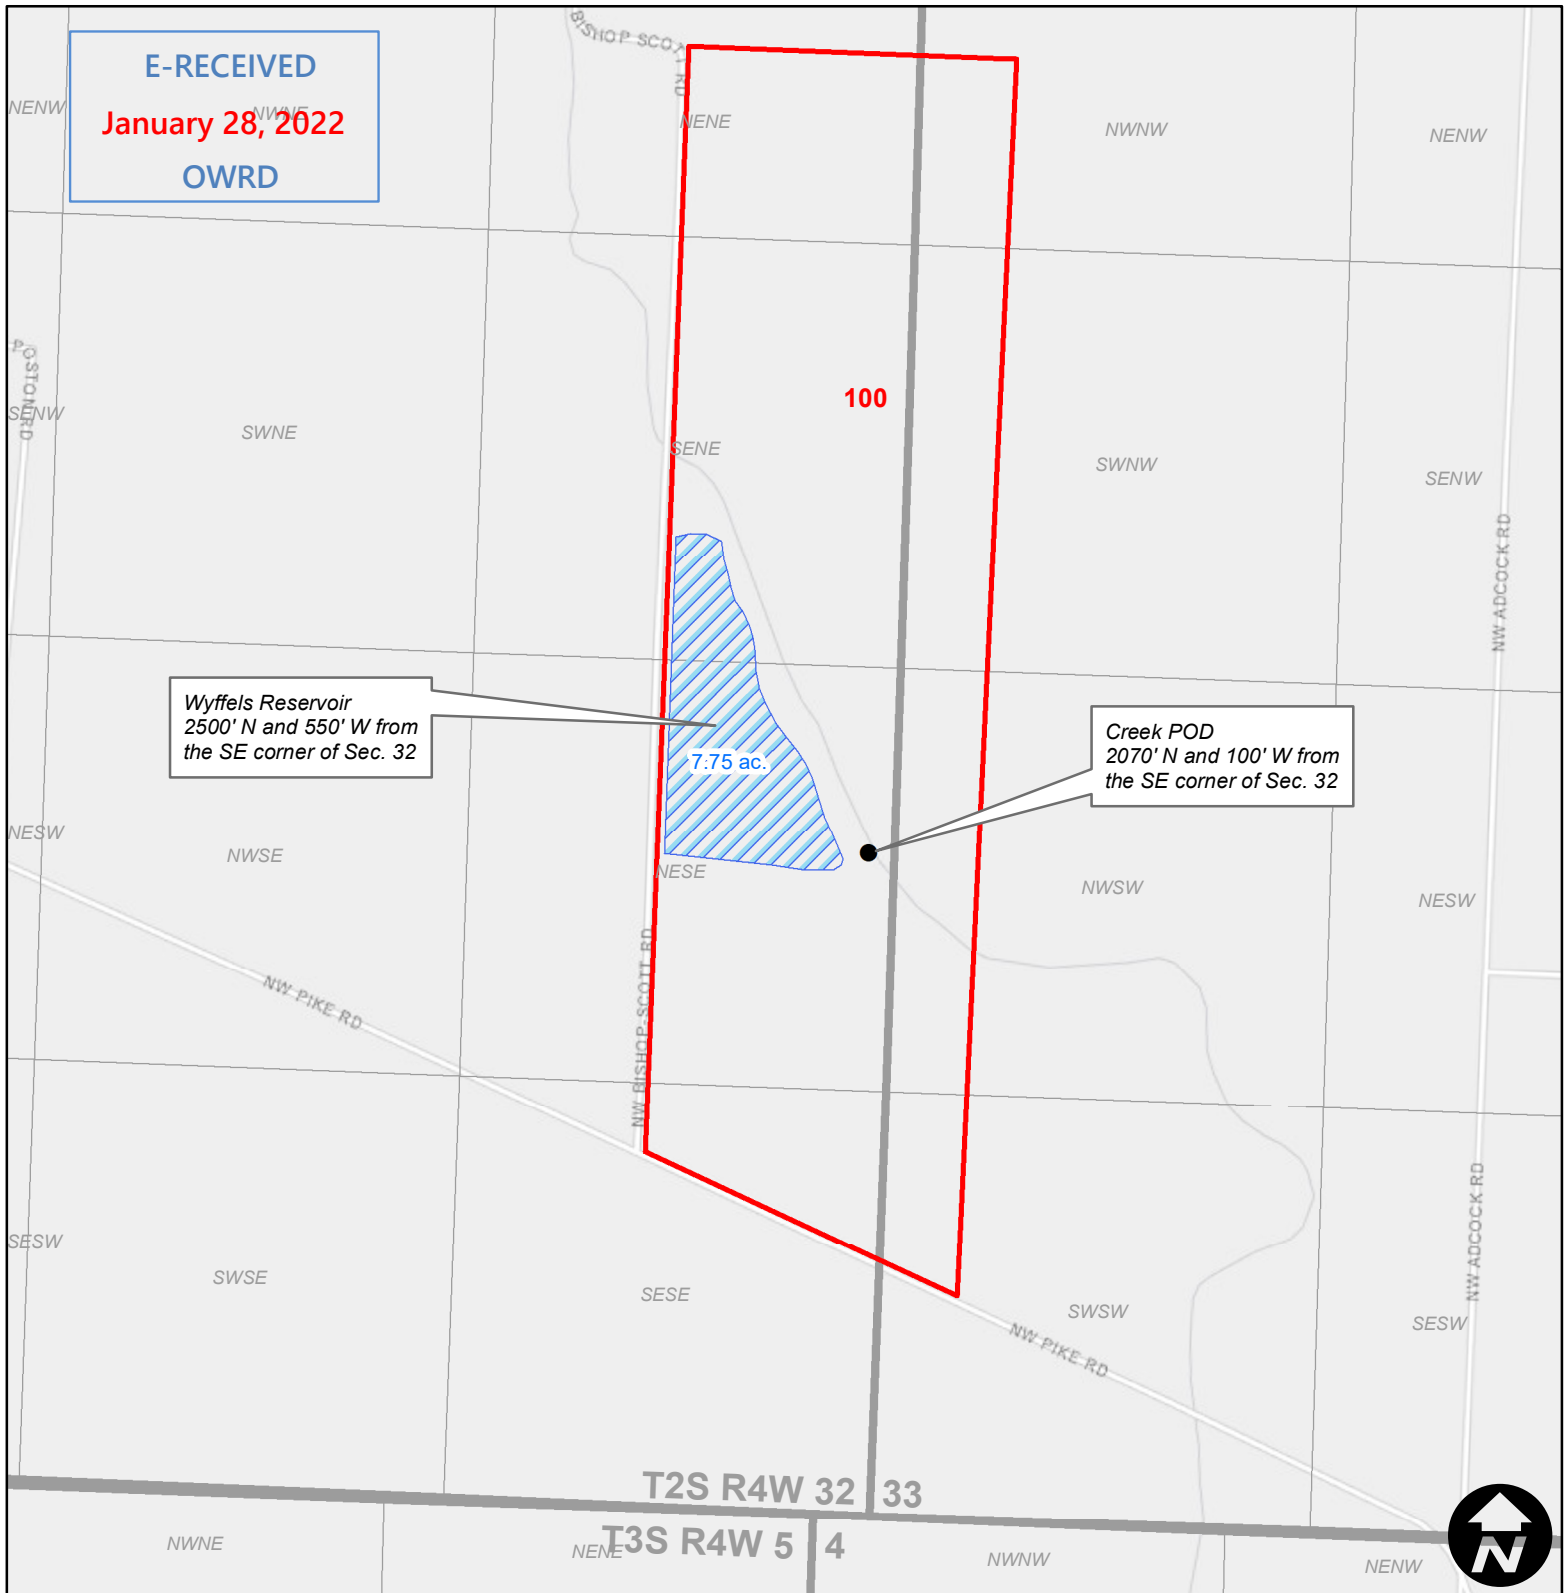 E-RECEIVED
January 28, 2022
OWRD
BISHOP SCOTT RD
NENW
NWNE
NENE
NWNW
NENW
POSTON RD
SENW
SWNE
100
SENE
SWNW
SENW
NW ADCOCK RD
Wyffels Reservoir
2500' N and 550' W from
the SE corner of Sec. 32
7.75 ac.
Creek POD
2070' N and 100' W from
the SE corner of Sec. 32
NESW
NWSE
NESE
NWSW
NESW
NW PIKE RD
NW BISHOP-SCOTT RD
NW ADCOCK RD
SESW
SWSE
SESE
SWSW
SESW
NW PIKE RD
T2S R4W 32
33
T3S R4W 5
4
NWNE
NENE
NWNW
NENW
N